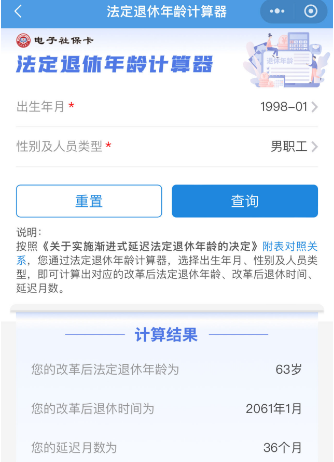 法定退休年龄计算器
电子社保卡
法定退休年龄计算器
退休年龄
出生年月 * 1998-01
性别及人员类型 * 男职工
重置 查询
说明:
按照《关于实施渐进式延迟法定退休年龄的决定》附表对照关
系，您通过法定退休年龄计算器，选择出生年月、性别及人员类
型，即可计算出对应的改革后法定退休年龄、改革后退休时间、
延迟月数。
计算结果
您的改革后法定退休年龄为 63岁
您的改革后退休时间为 2061年1月
您的延迟月数为 36个月